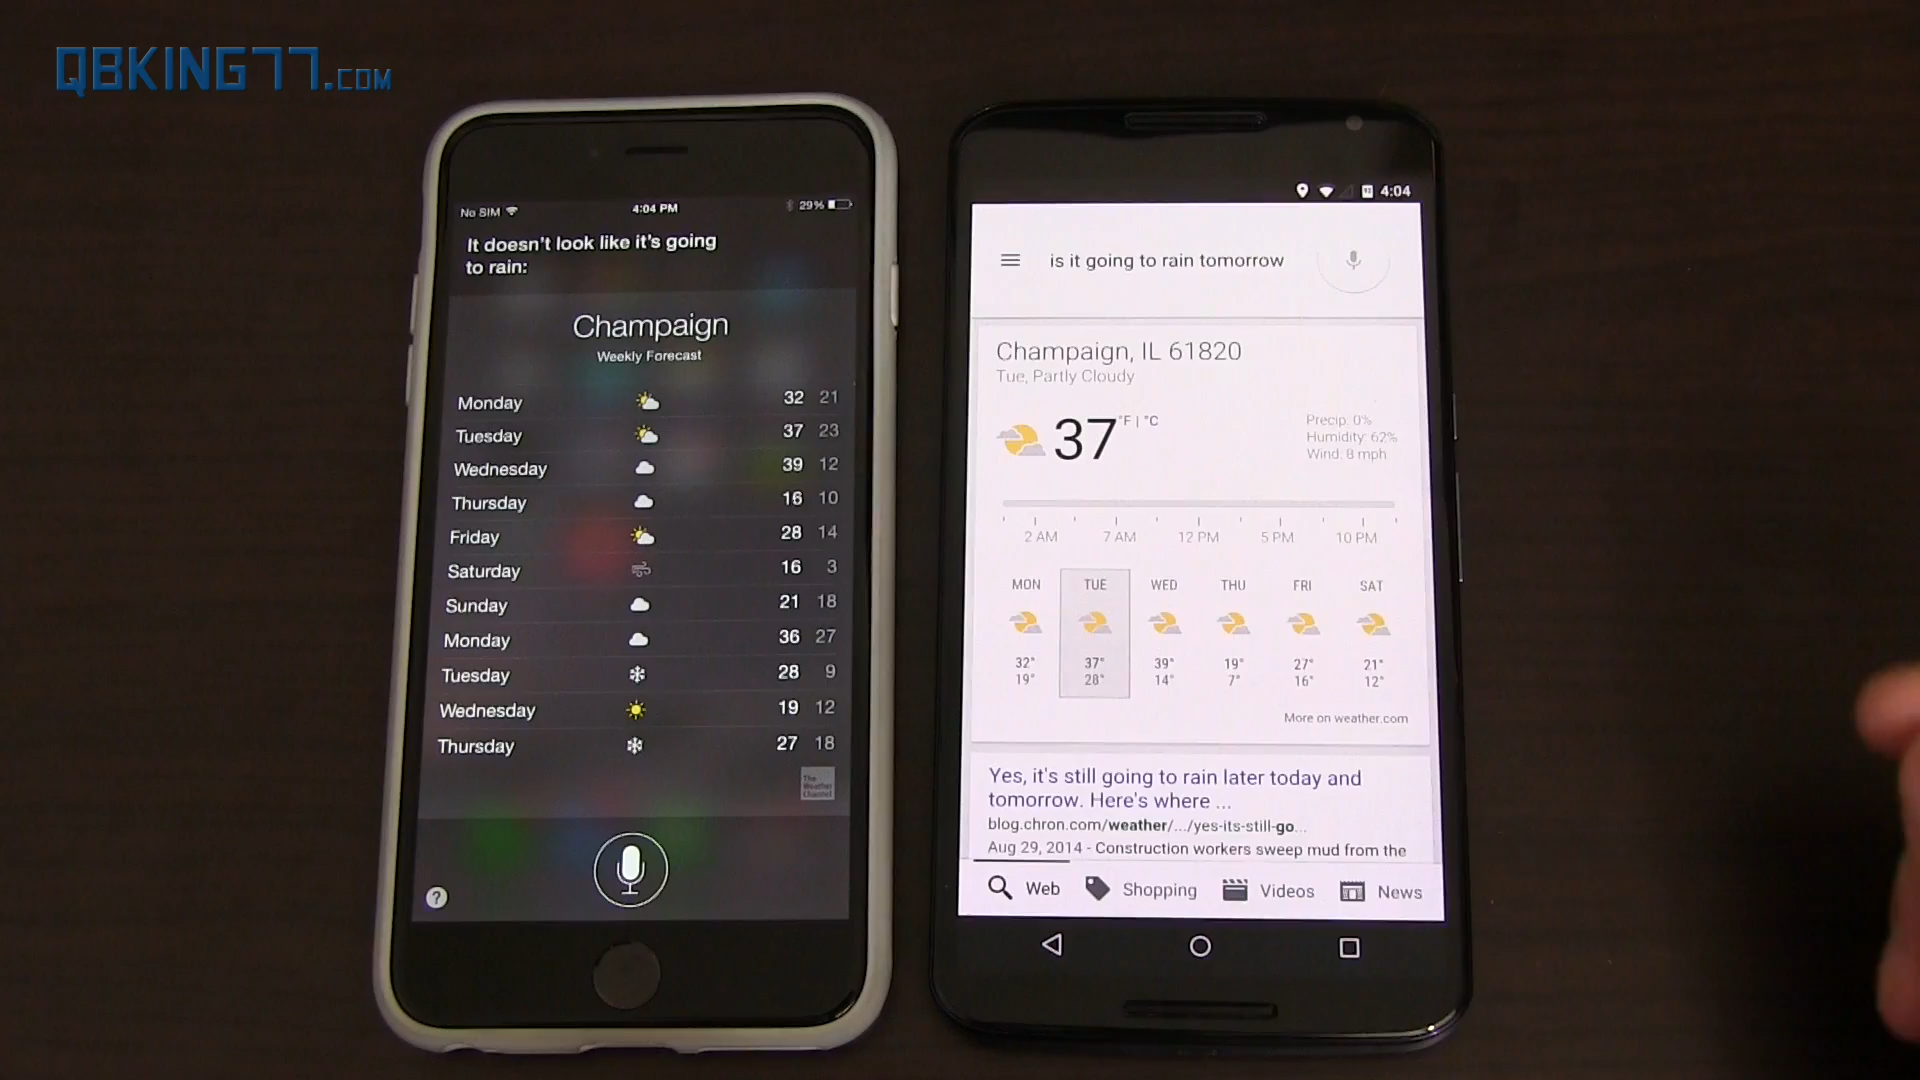 QBKING77.COM
No SIM 4:04 PM 29%
It doesn't look like it's going
to rain:
Champaign
Weekly Forecast
Monday 32 21
Tuesday 37 23
Wednesday 39 12
Thursday 16 10
Friday 28 14
Saturday 16 3
Sunday 21 18
Monday 36 27
Tuesday 28 9
Wednesday 19 12
Thursday 27 18
The
Weather
Channel
?
4:04
is it going to rain tomorrow
Champaign, IL 61820
Tue, Partly Cloudy
37 °F | °C
Precip: 0%
Humidity: 62%
Wind: 8 mph
2 AM 7 AM 12 PM 5 PM 10 PM
MON TUE WED THU FRI SAT
32° 37° 39° 19° 27° 21°
19° 28° 14° 7° 16° 12°
More on weather.com
Yes, it's still going to rain later today and
tomorrow. Here's where ...
blog.chron.com/weather/.../yes-its-still-go...
Aug 29, 2014 - Construction workers sweep mud from the
Web Shopping Videos News